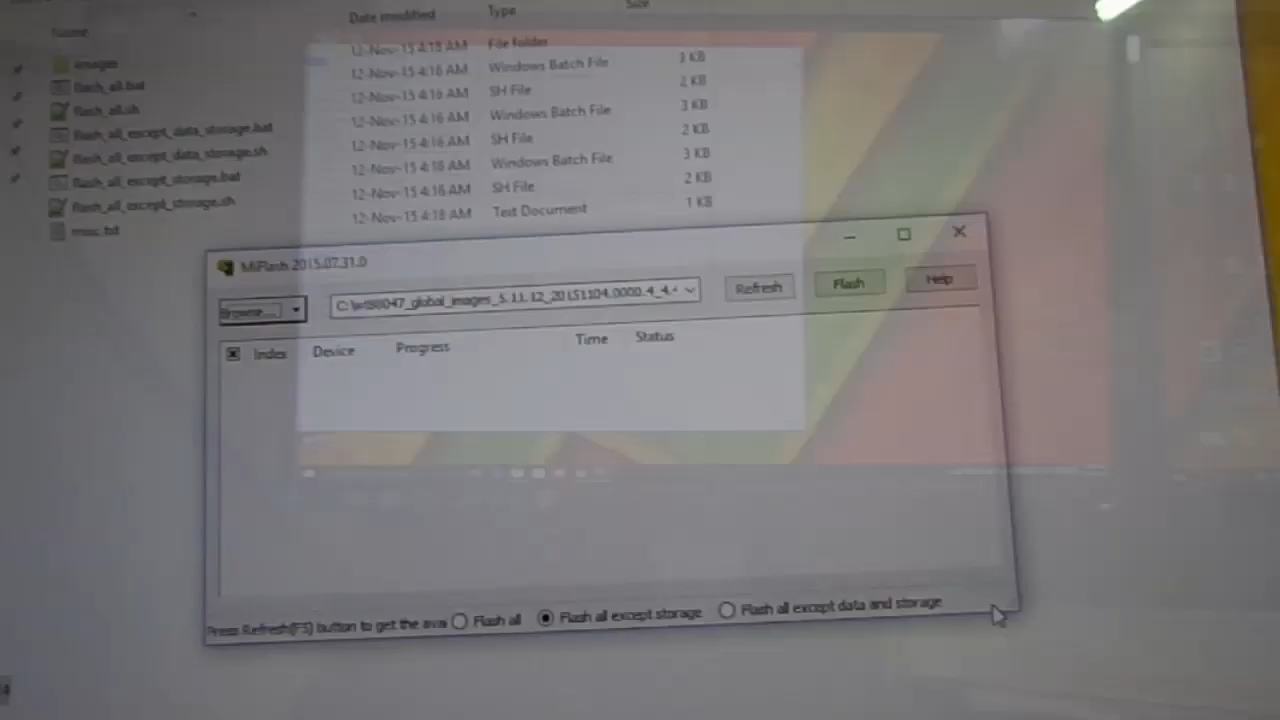 Name Date modified Type Size
images 12-Nov-15 4:18 AM File folder
flash_all.bat 12-Nov-15 4:16 AM Windows Batch File 3 KB
flash_all.sh 12-Nov-15 4:16 AM SH File 2 KB
flash_all_except_data_storage.bat 12-Nov-15 4:16 AM Windows Batch File 3 KB
flash_all_except_data_storage.sh 12-Nov-15 4:16 AM SH File 2 KB
flash_all_except_storage.bat 12-Nov-15 4:16 AM Windows Batch File 3 KB
flash_all_except_storage.sh 12-Nov-15 4:16 AM SH File 2 KB
misc.txt 12-Nov-15 4:18 AM Text Document 1 KB
MiFlash 2015.07.31.0
Browse... C:\wt88047_global_images_5.11.12_20151104.0000.4_4.4 Refresh Flash Help
Index Device Progress Time Status
Press Refresh(F5) button to get the ava Flash all Flash all except storage Flash all except data and storage